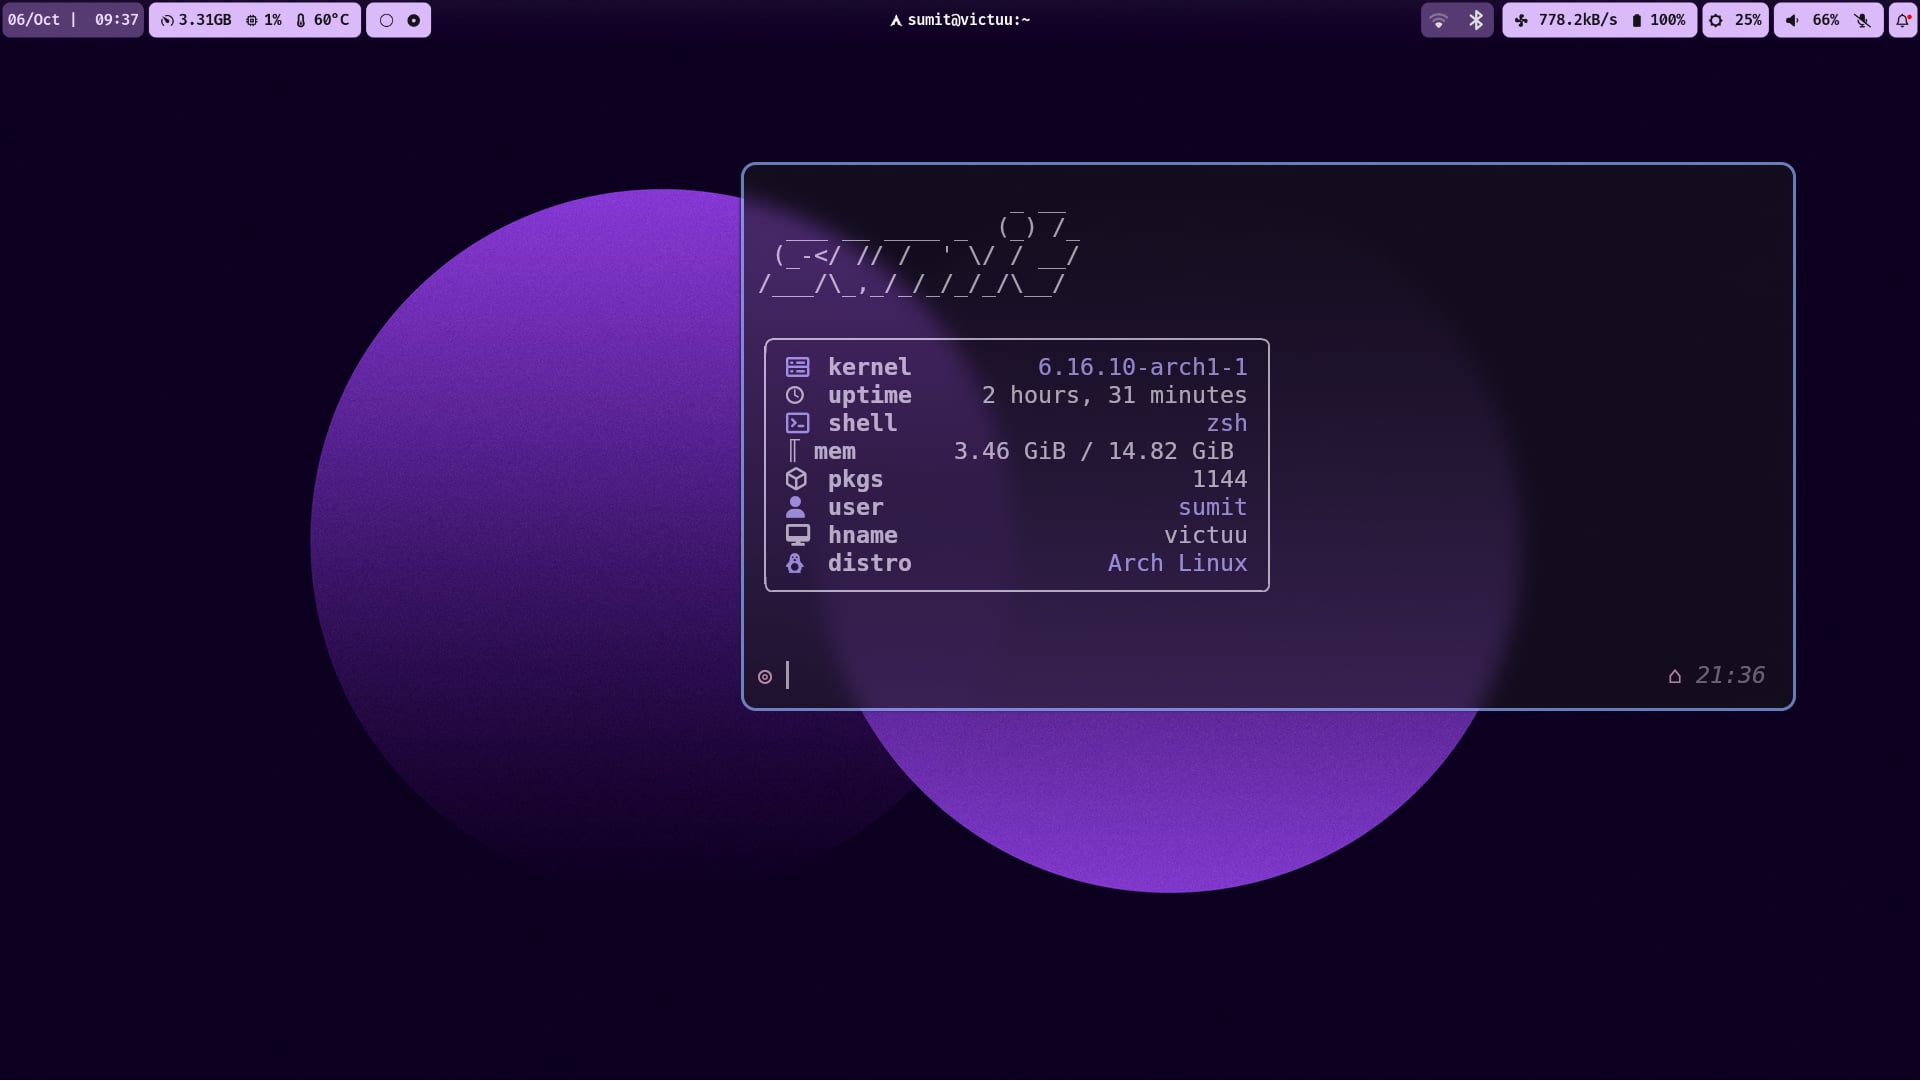 06/Oct | 09:37 3.31GB 1% 60°C sumit@victuu:~ 778.2kB/s 100% 25% 66%
               _ __
  ___ __ ____ _  (_) /_
 (_-</ // /  ' \/ / __/
/___/\_,_/_/_/_/_/\__/
kernel 6.16.10-arch1-1
uptime 2 hours, 31 minutes
shell zsh
mem 3.46 GiB / 14.82 GiB
pkgs 1144
user sumit
hname victuu
distro Arch Linux
21:36